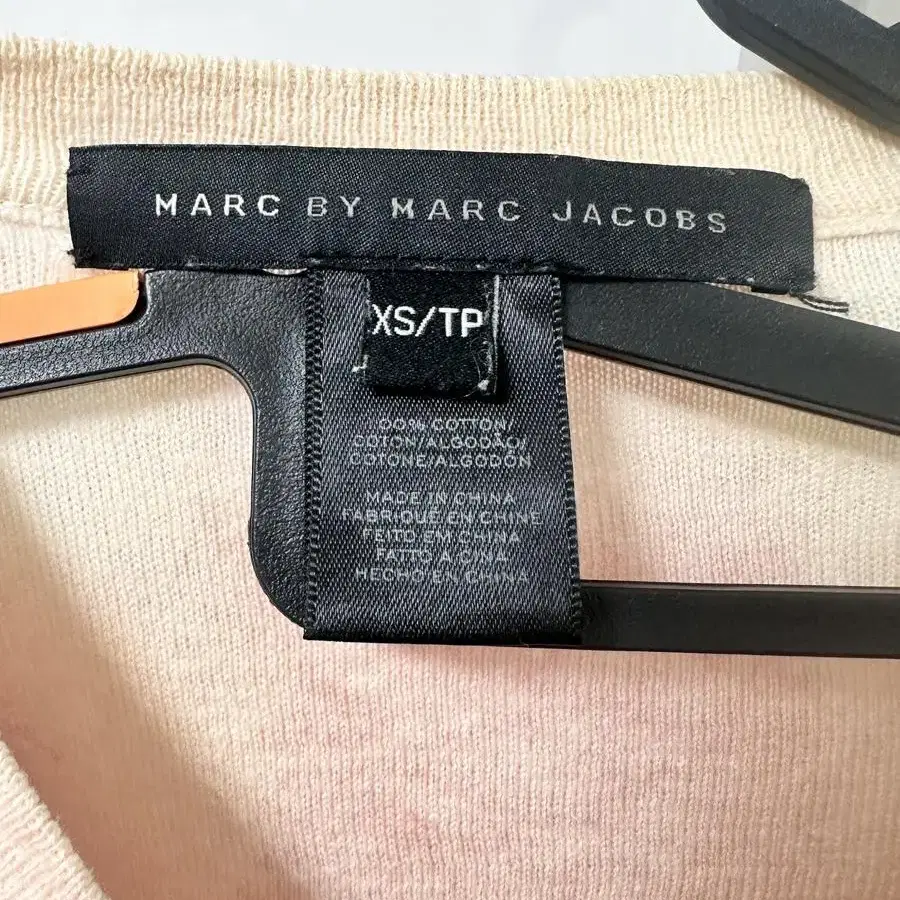 MARC BY MARC JACOBS
XS/TP
00% COTTON/
COTON/ALGODÃO/
COTONE/ALGODÓN
MADE IN CHINA
FABRIQUÉ EN CHINE
FEITO EM CHINA
FATTO A CINA
HECHO EN CHINA